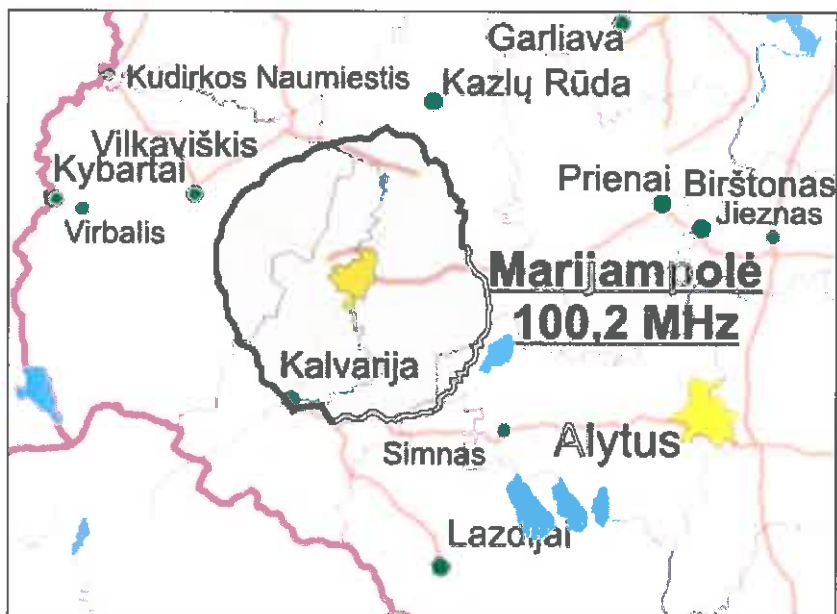 Garliava
Kudirkos Naumiestis
Kazlų Rūda
Vilkaviškis
Kybartai
Prienai
Birštonas
Virbalis
Jieznas
Marijampolė
100,2 MHz
Kalvarija
Simnas
Alytus
Lazdijai